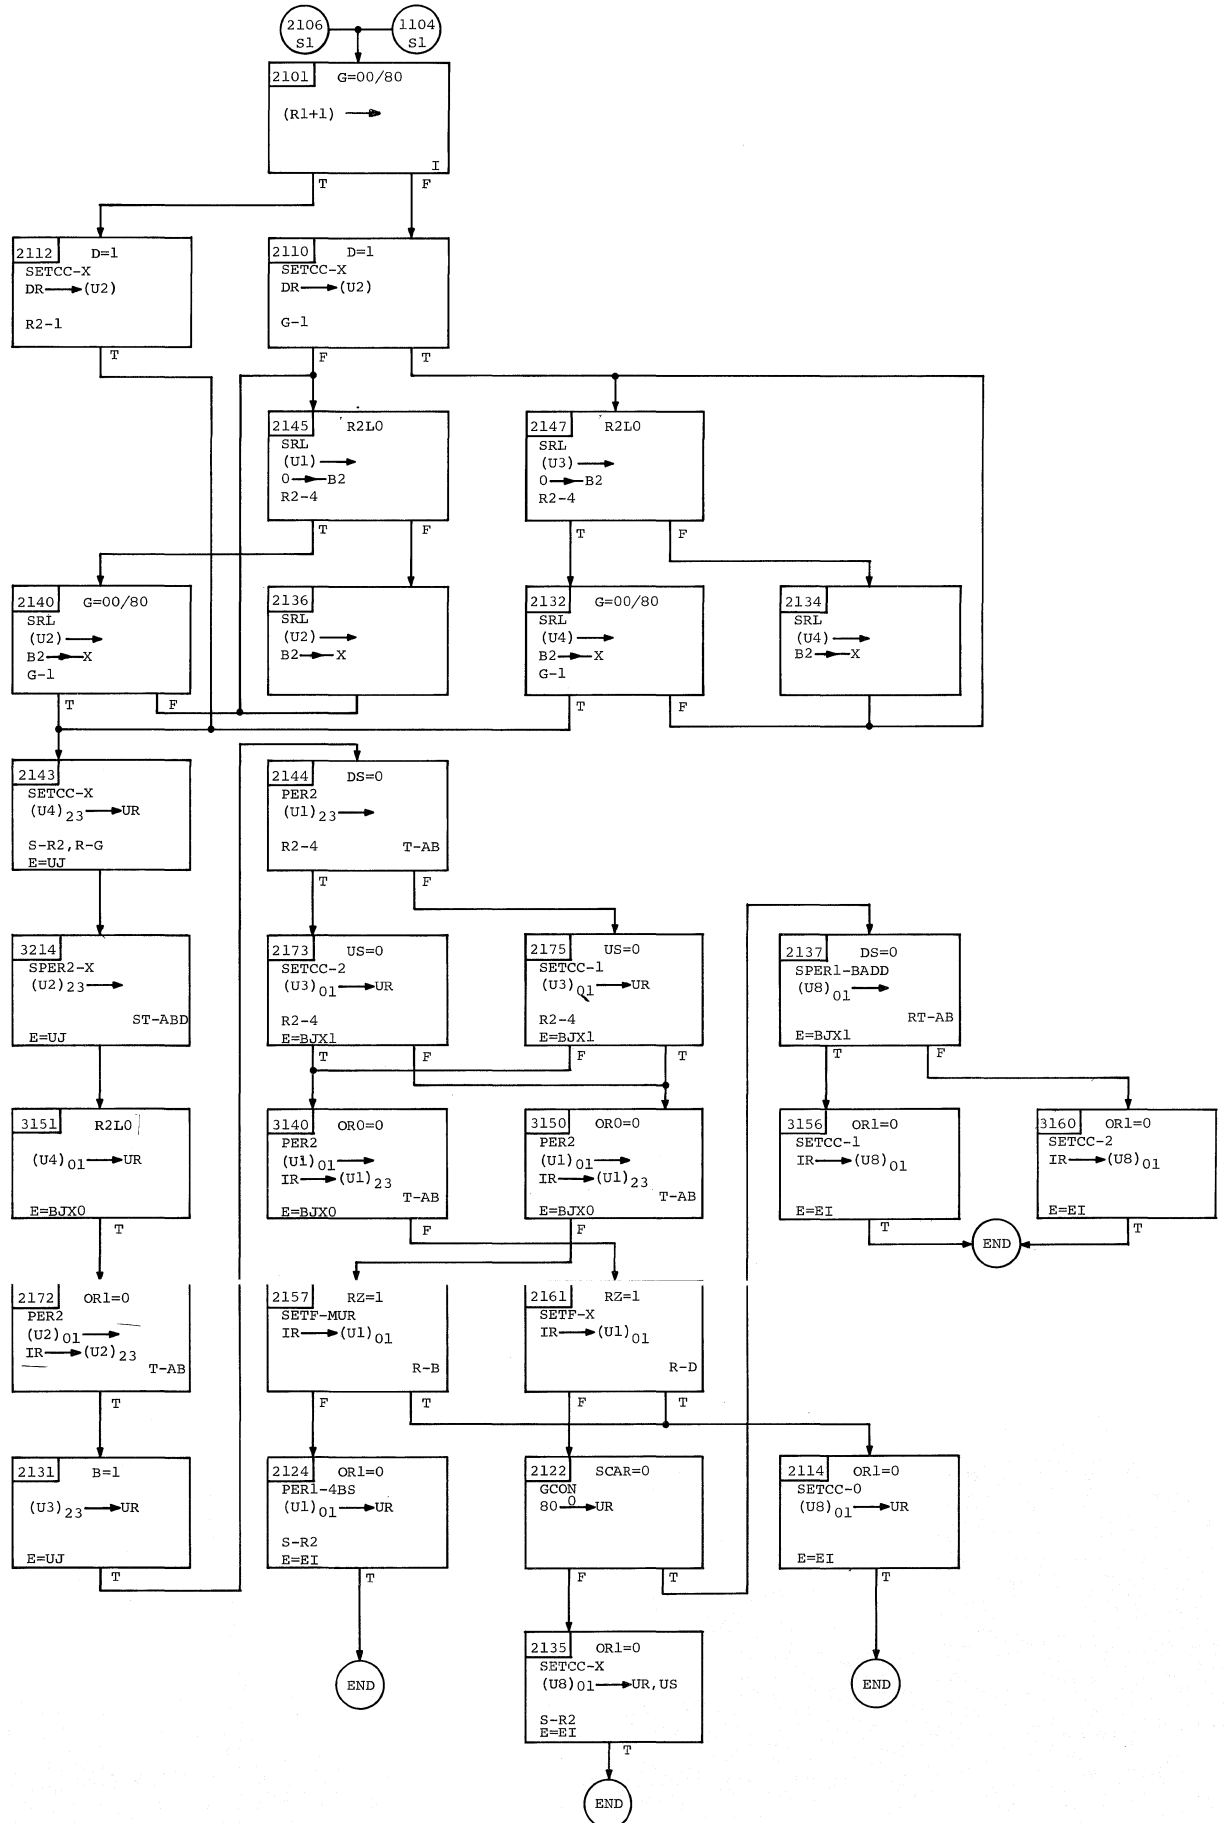 2106 S1
1104 S1
2101 G=00/80
(R1+1)
I
T F
2112 D=1
SETCC-X
DR (U2)
R2-1
T
2110 D=1
SETCC-X
DR (U2)
G-1
F T
2145 R2L0
SRL
(U1)
0 B2
R2-4
T F
2147 R2L0
SRL
(U3)
0 B2
R2-4
T F
2140 G=00/80
SRL
(U2)
B2 X
G-1
T F
2136
SRL
(U2)
B2 X
2132 G=00/80
SRL
(U4)
B2 X
G-1
T F
2134
SRL
(U4)
B2 X
2143
SETCC-X
(U4)23 UR
S-R2,R-G
E=UJ
2144 DS=0
PER2
(U1)23
R2-4 T-AB
T F
3214
SPER2-X
(U2)23
ST-ABD
E=UJ
2173 US=0
SETCC-2
(U3)01 UR
R2-4
E=BJX1
T F
2175 US=0
SETCC-1
(U3)01 UR
R2-4
E=BJX1
F T
2137 DS=0
SPER1-BADD
(U8)01
RT-AB
E=BJX1
T F
3151 R2L0
(U4)01 UR
E=BJX0
T
3140 OR0=0
PER2
(U1)01
IR (U1)23
T-AB
E=BJX0
F
3150 OR0=0
PER2
(U1)01
IR (U1)23
T-AB
E=BJX0
F
3156 OR1=0
SETCC-1
IR (U8)01
E=EI
T
3160 OR1=0
SETCC-2
IR (U8)01
E=EI
T
END
2172 OR1=0
PER2
(U2)01
IR (U2)23
T-AB
T
2157 RZ=1
SETF-MUR
IR (U1)01
R-B
F T
2161 RZ=1
SETF-X
IR (U1)01
R-D
F T
2131 B=1
(U3)23 UR
E=UJ
T
2124 OR1=0
PER1-4BS
(U1)01 UR
S-R2
E=EI
T
2122 SCAR=0
GCON
80 0 UR
F T
2114 OR1=0
SETCC-0
(U8)01 UR
E=EI
T
2135 OR1=0
SETCC-X
(U8)01 UR,US
S-R2
E=EI
T
END
END
END